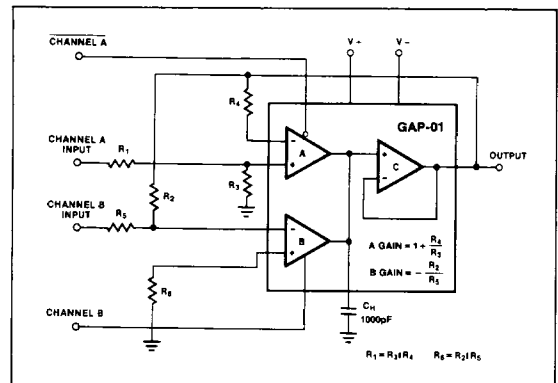 CHANNEL A
V+
V-
R4
GAP-01
CHANNEL A
INPUT
R1
-
A
+
+
C
-
OUTPUT
R3
R2
CHANNEL B
INPUT
R5
-
B
+
A GAIN = 1 + R4/R3
B GAIN = - R2/R5
R6
CH
1000pF
CHANNEL B
R1 = R3‖R4 R6 = R2‖R5